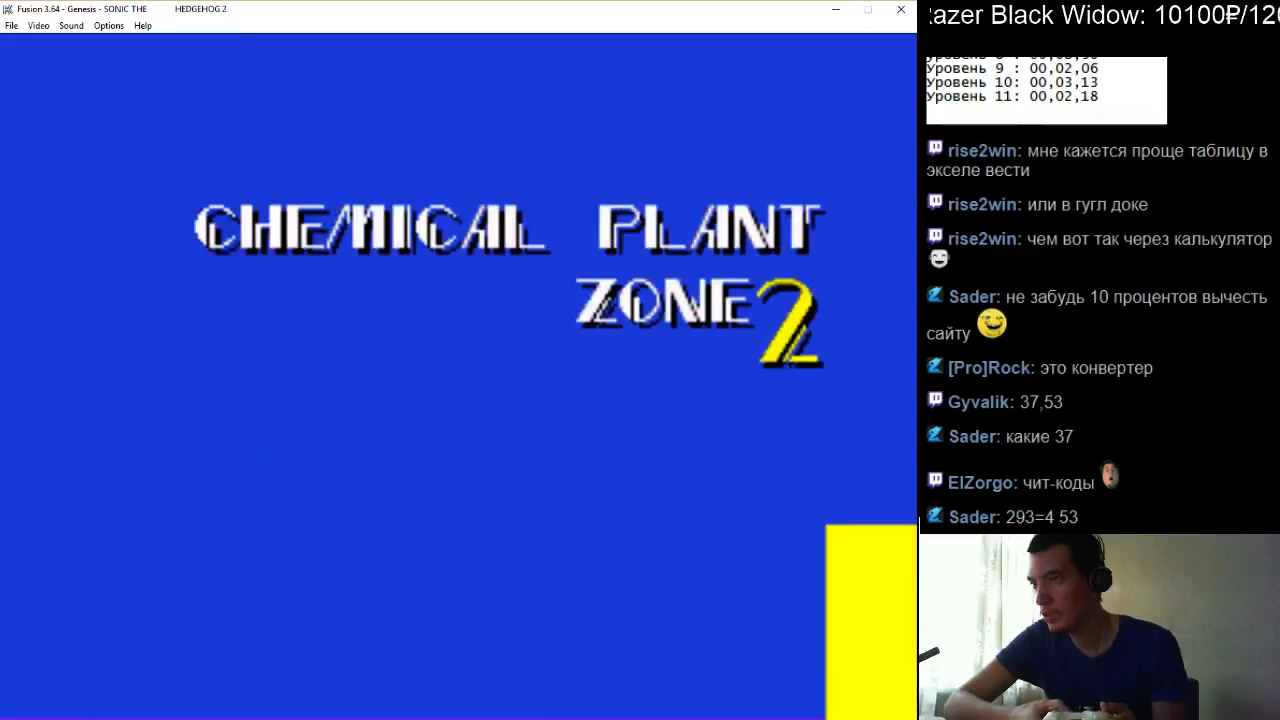 Fusion 3.64 - Genesis - SONIC THE HEDGEHOG 2
File Video Sound Options Help
CHEMICAL PLANT
ZONE 2
Razer Black Widow: 10100₽/126
Уровень 9 : 00,02,06
Уровень 10: 00,03,13
Уровень 11: 00,02,18
rise2win: мне кажется проще таблицу в
экселе вести
rise2win: или в гугл доке
rise2win: чем вот так через калькулятор
Sader: не забудь 10 процентов вычесть
сайту
[Pro]Rock: это конвертер
Gyvalik: 37,53
Sader: какие 37
ElZorgo: чит-коды
Sader: 293=4 53